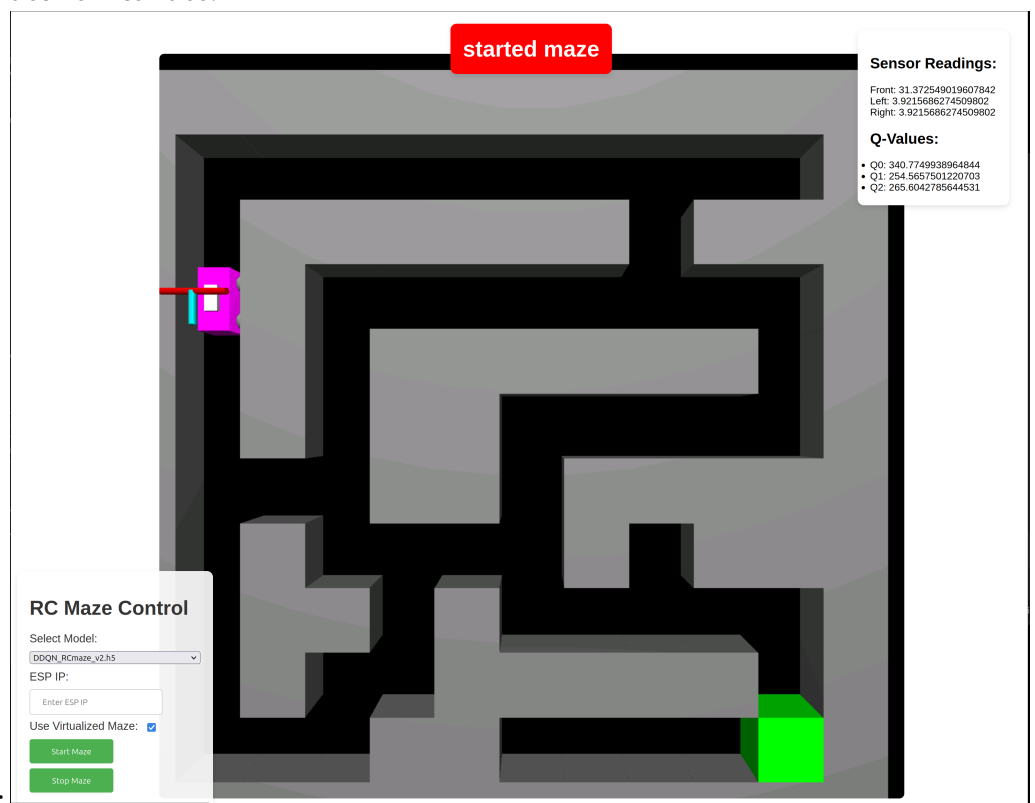 started maze
Sensor Readings:
Front: 31.372549019607842
Left: 3.9215686274509802
Right: 3.9215686274509802
Q-Values:
Q0: 340.7749938964844
Q1: 254.5657501220703
Q2: 265.6042785644531
RC Maze Control
Select Model:
DDQN_RCmaze_v2.h5
ESP IP:
Enter ESP IP
Use Virtualized Maze:
Start Maze
Stop Maze